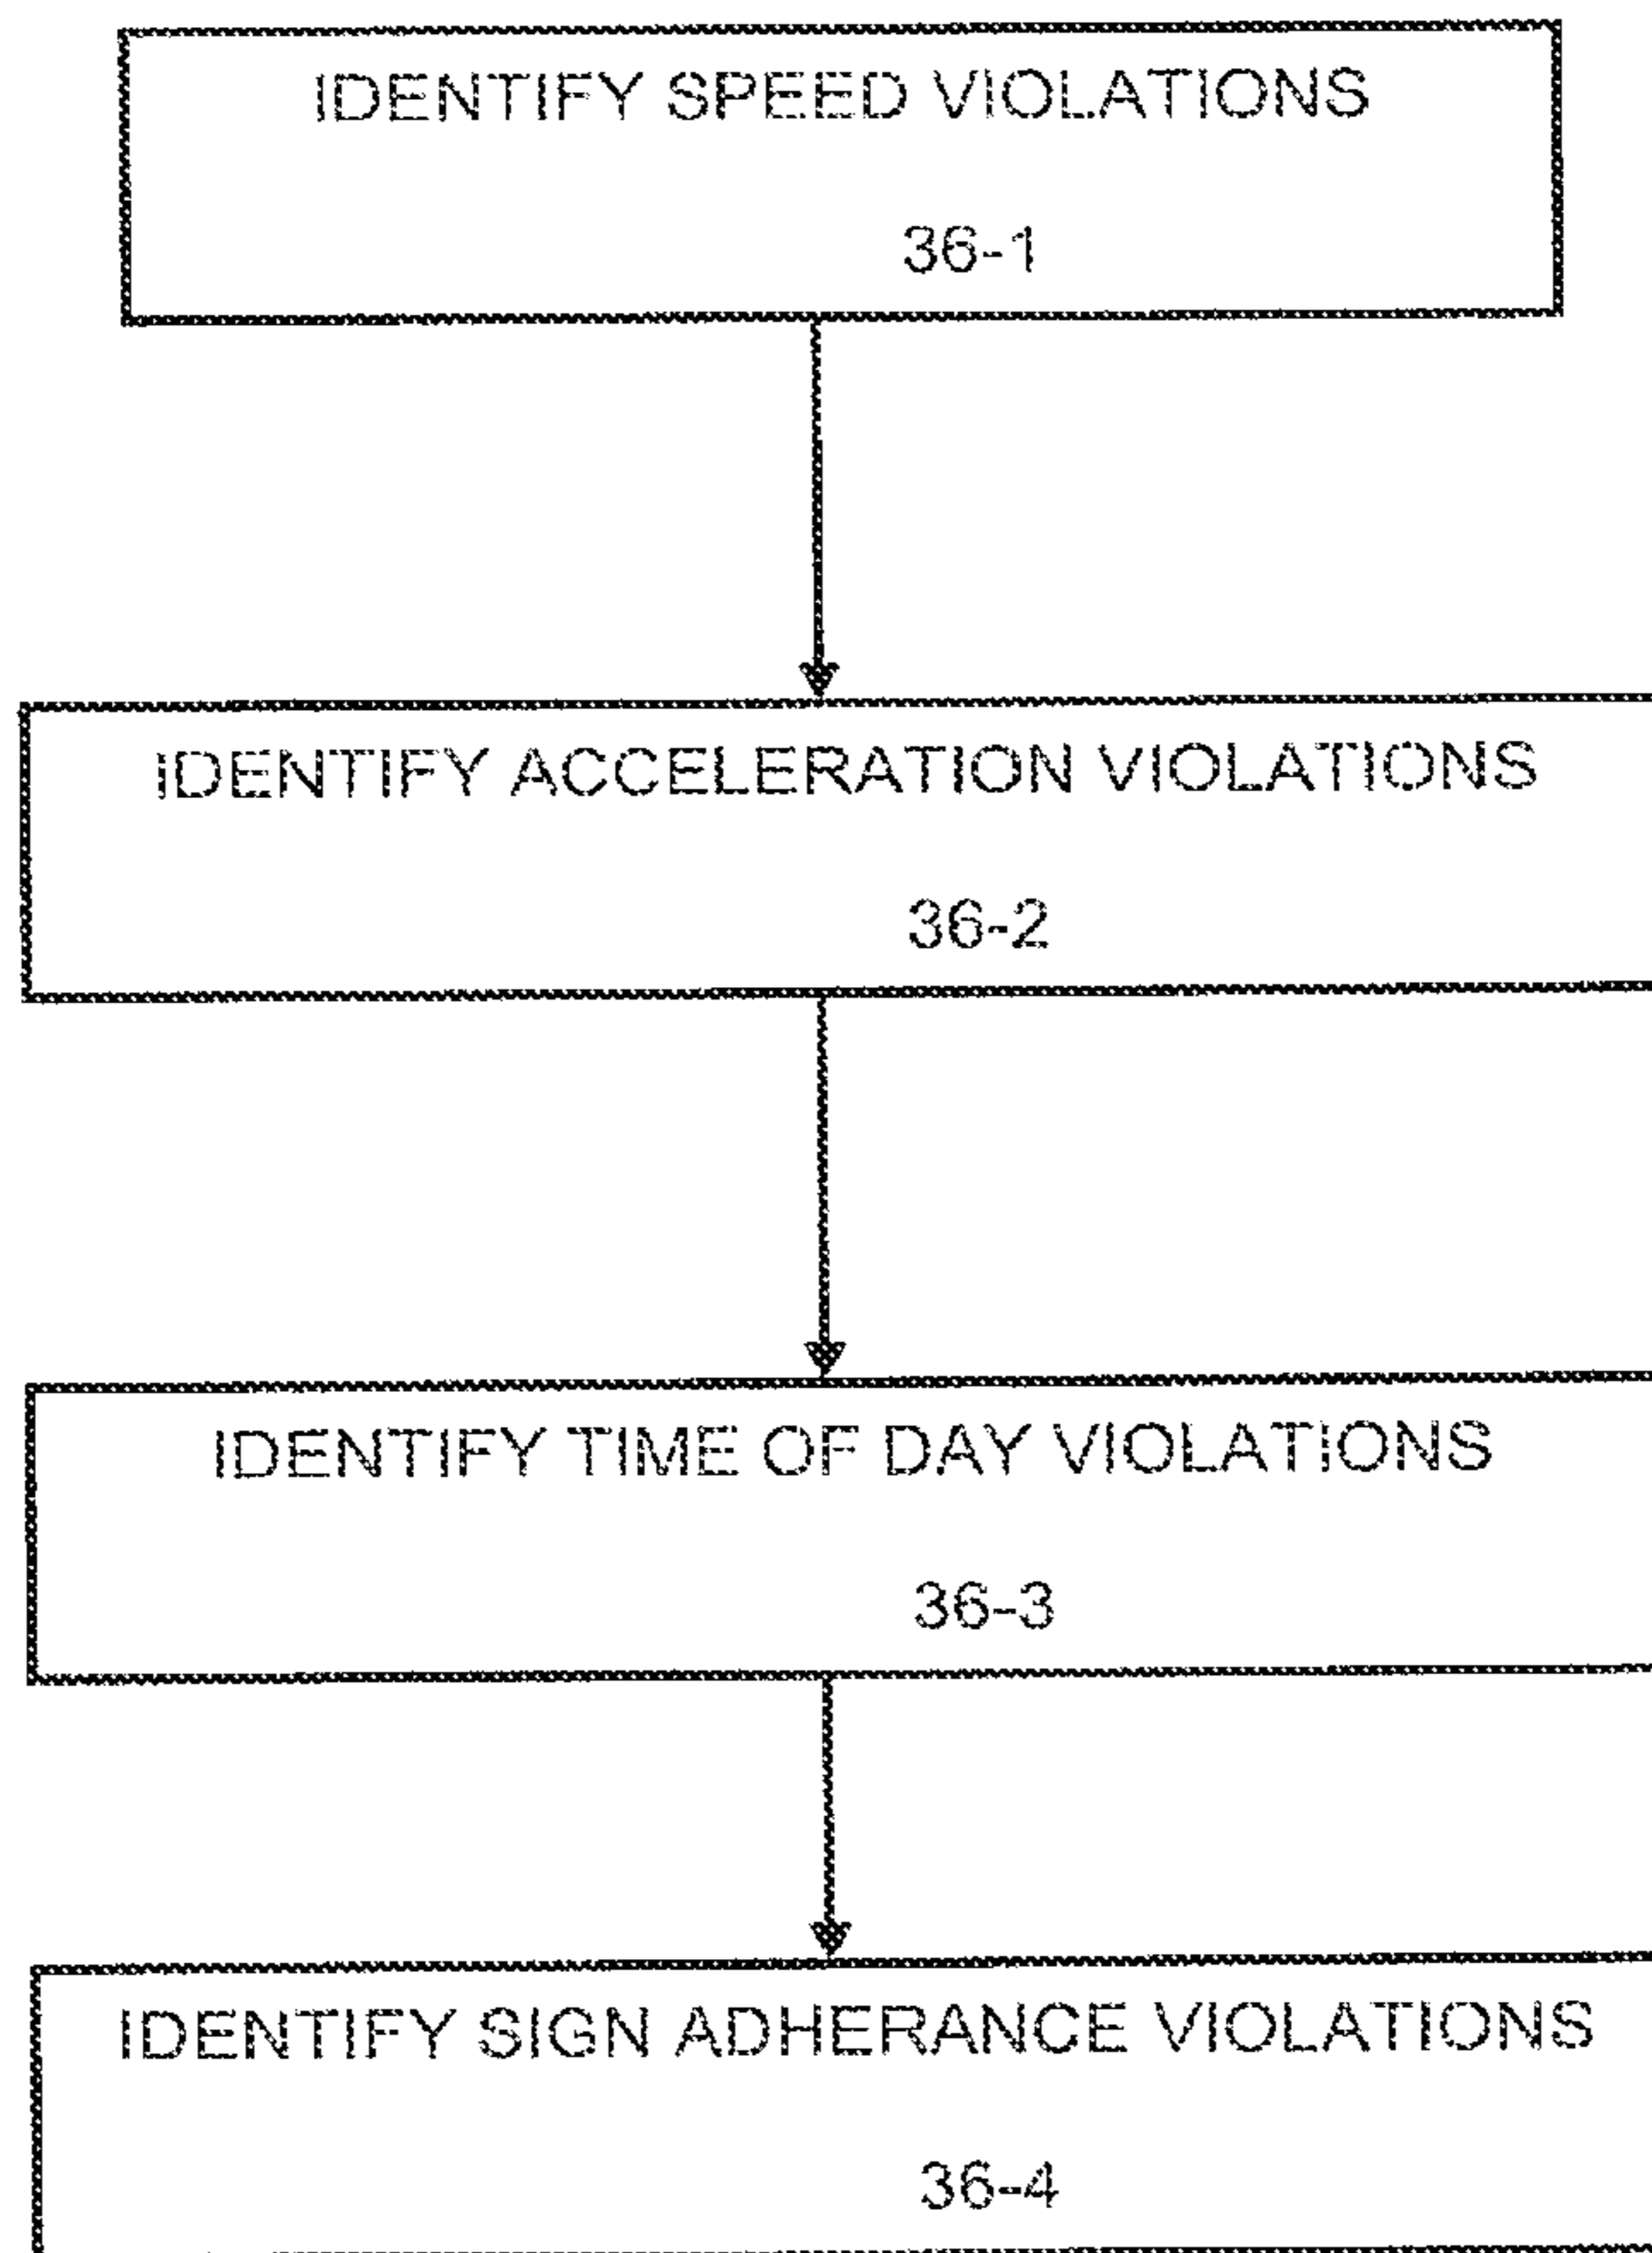 IDENTIFY SPEED VIOLATIONS
36-1
IDENTIFY ACCELERATION VIOLATIONS
36-2
IDENTIFY TIME OF DAY VIOLATIONS
36-3
IDENTIFY SIGN ADHERANCE VIOLATIONS
36-4